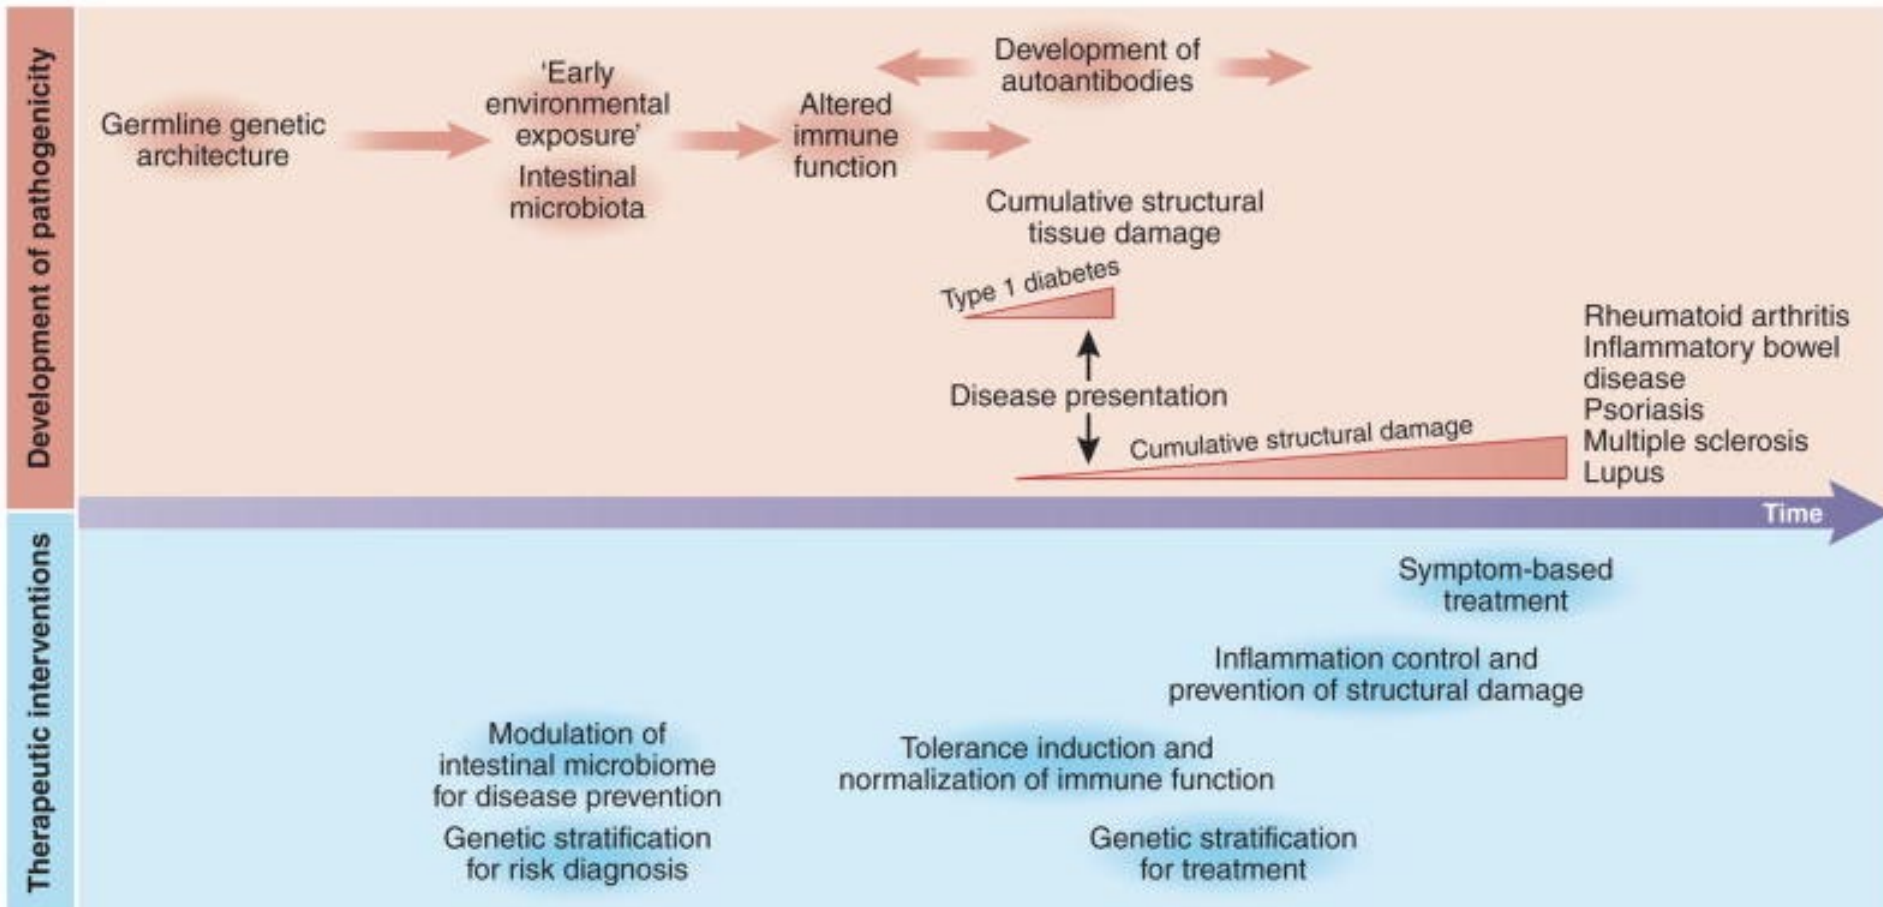 Development of pathogenicity
Germline genetic
architecture
‘Early
environmental
exposure’
Intestinal
microbiota
Altered
immune
function
Development of
autoantibodies
Cumulative structural
tissue damage
Type 1 diabetes
Disease presentation
Cumulative structural damage
Rheumatoid arthritis
Inflammatory bowel
disease
Psoriasis
Multiple sclerosis
Lupus
Time
Therapeutic interventions
Symptom-based
treatment
Inflammation control and
prevention of structural damage
Modulation of
intestinal microbiome
for disease prevention
Tolerance induction and
normalization of immune function
Genetic stratification
for risk diagnosis
Genetic stratification
for treatment